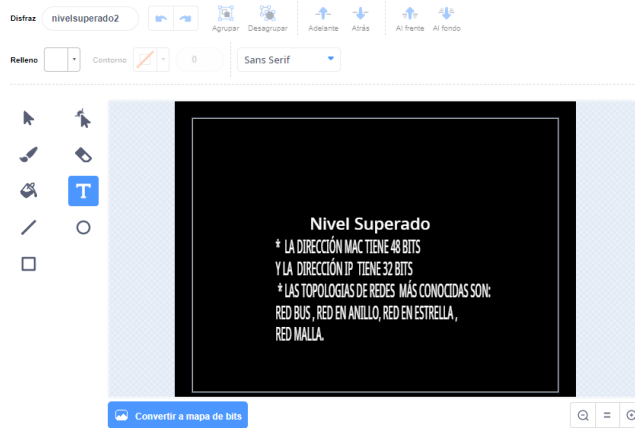 Disfraz nivelsuperado2 Agrupar Desagrupar Adelante Atrás Al frente Al fondo
Relleno Contorno 0 Sans Serif
T
Nivel Superado
* LA DIRECCIÓN MAC TIENE 48 BITS
Y LA DIRECCIÓN IP TIENE 32 BITS
* LAS TOPOLOGIAS DE REDES MÁS CONOCIDAS SON:
RED BUS , RED EN ANILLO, RED EN ESTRELLA ,
RED MALLA.
Convertir a mapa de bits